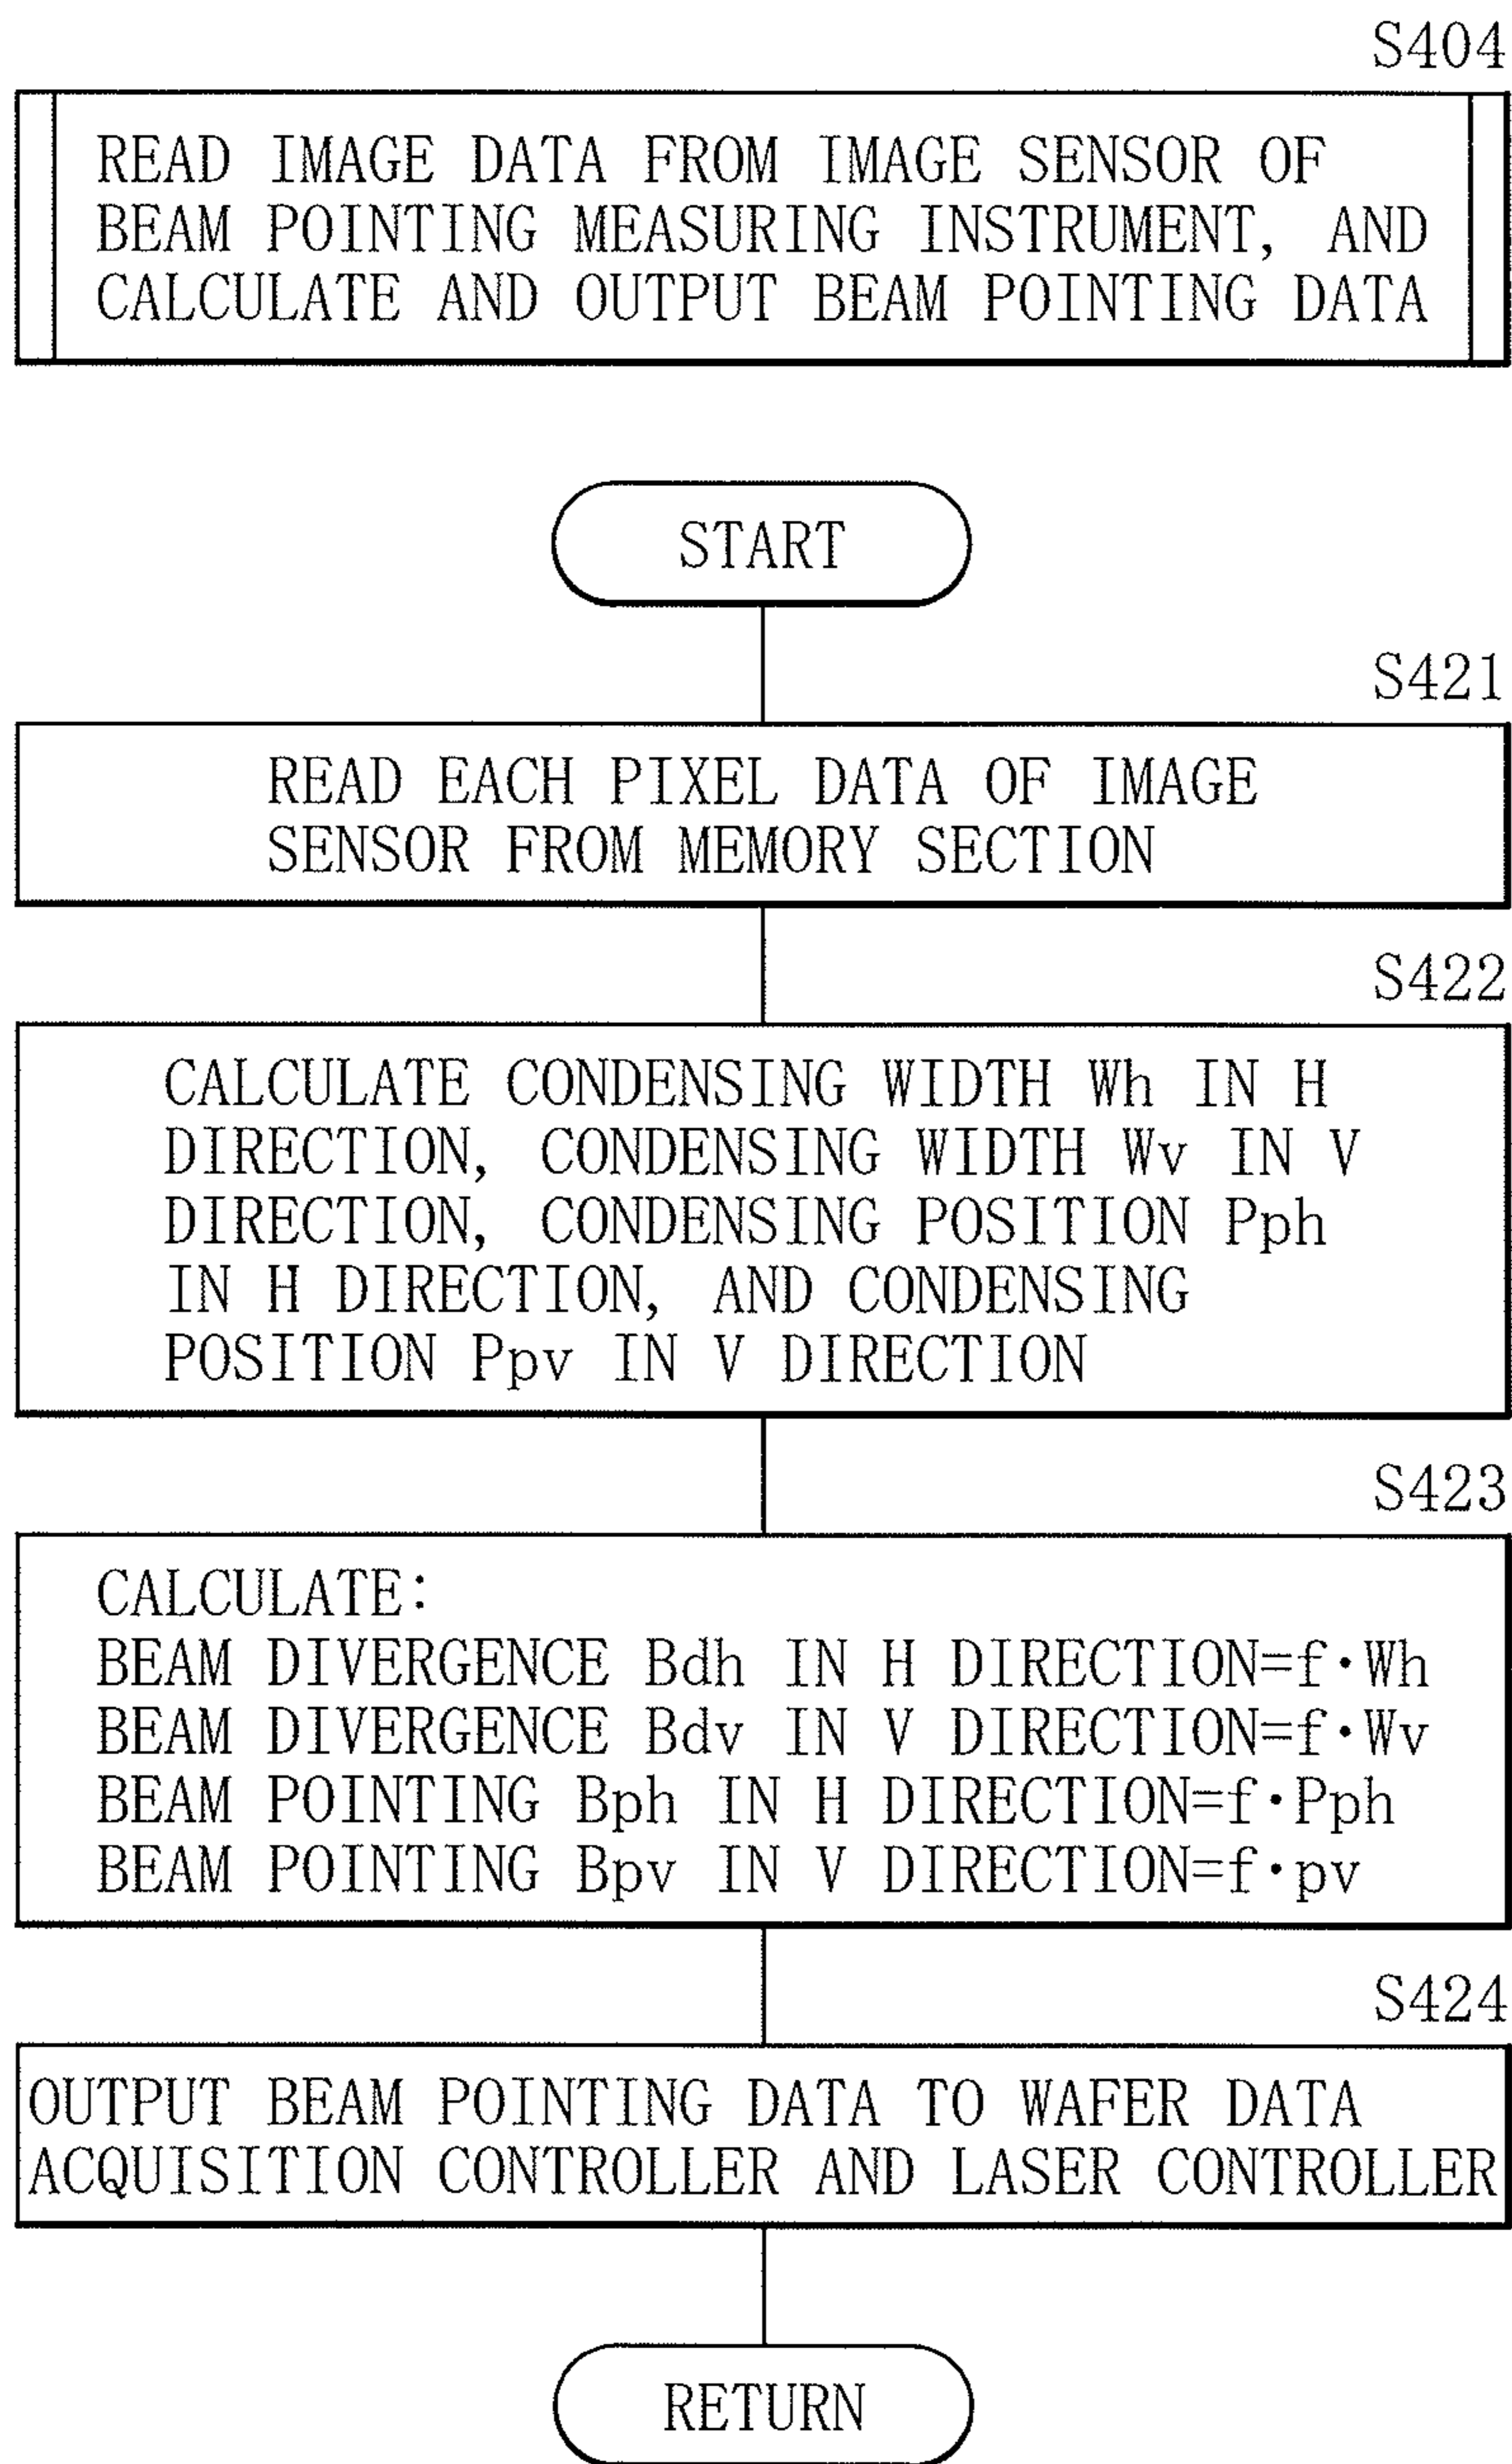 S404
READ IMAGE DATA FROM IMAGE SENSOR OF
BEAM POINTING MEASURING INSTRUMENT, AND
CALCULATE AND OUTPUT BEAM POINTING DATA
START
S421
READ EACH PIXEL DATA OF IMAGE
SENSOR FROM MEMORY SECTION
S422
CALCULATE CONDENSING WIDTH Wh IN H
DIRECTION, CONDENSING WIDTH Wv IN V
DIRECTION, CONDENSING POSITION Pph
IN H DIRECTION, AND CONDENSING
POSITION Ppv IN V DIRECTION
S423
CALCULATE:
BEAM DIVERGENCE Bdh IN H DIRECTION=f·Wh
BEAM DIVERGENCE Bdv IN V DIRECTION=f·Wv
BEAM POINTING Bph IN H DIRECTION=f·Pph
BEAM POINTING Bpv IN V DIRECTION=f·pv
S424
OUTPUT BEAM POINTING DATA TO WAFER DATA
ACQUISITION CONTROLLER AND LASER CONTROLLER
RETURN